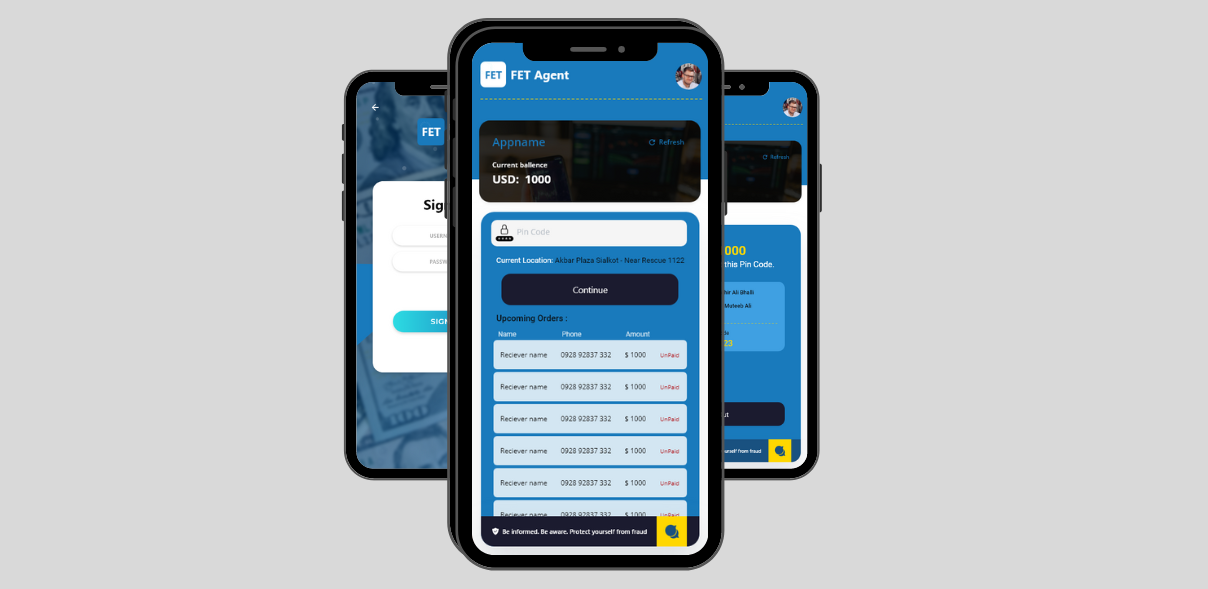 FET
Sig
USERN
PASSW
SIGN
FET FET Agent
Appname
Refresh
Current ballence
USD: 1000
Pin Code
Current Location: Akbar Plaza Sialkot - Near Rescue 1122
Continue
Upcoming Orders :
Name Phone Amount
Reciever name 0928 92837 332 $ 1000 UnPaid
Reciever name 0928 92837 332 $ 1000 UnPaid
Reciever name 0928 92837 332 $ 1000 UnPaid
Reciever name 0928 92837 332 $ 1000 UnPaid
Reciever name 0928 92837 332 $ 1000 UnPaid
Reciever name 0928 92837 332 $ 1000 UnPaid
Be informed. Be aware. Protect yourself from fraud
Refresh
000
this Pin Code.
Ali Bhalli
Muteeb Ali
23
ut
urself from fraud